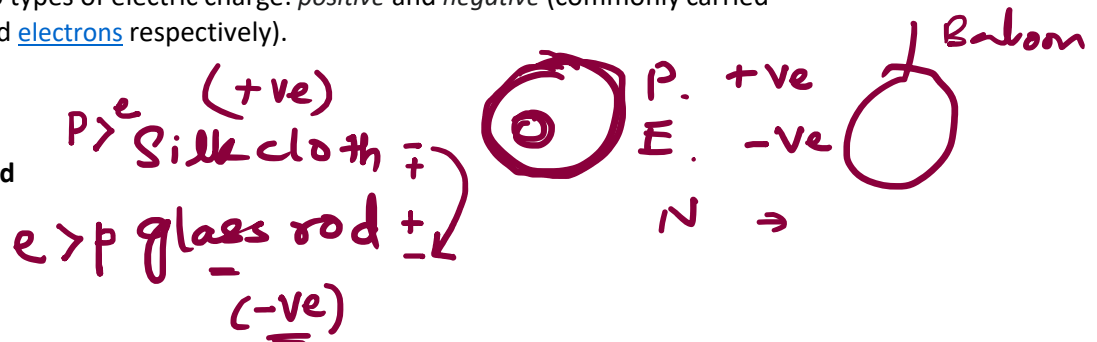 types of electric charge: positive and negative (commonly carried
d electrons respectively).
Baloon
(+ve)
P. +ve
P>e Silk cloth -+
E. -ve
d
e>p glass rod +-
N →
(-ve)